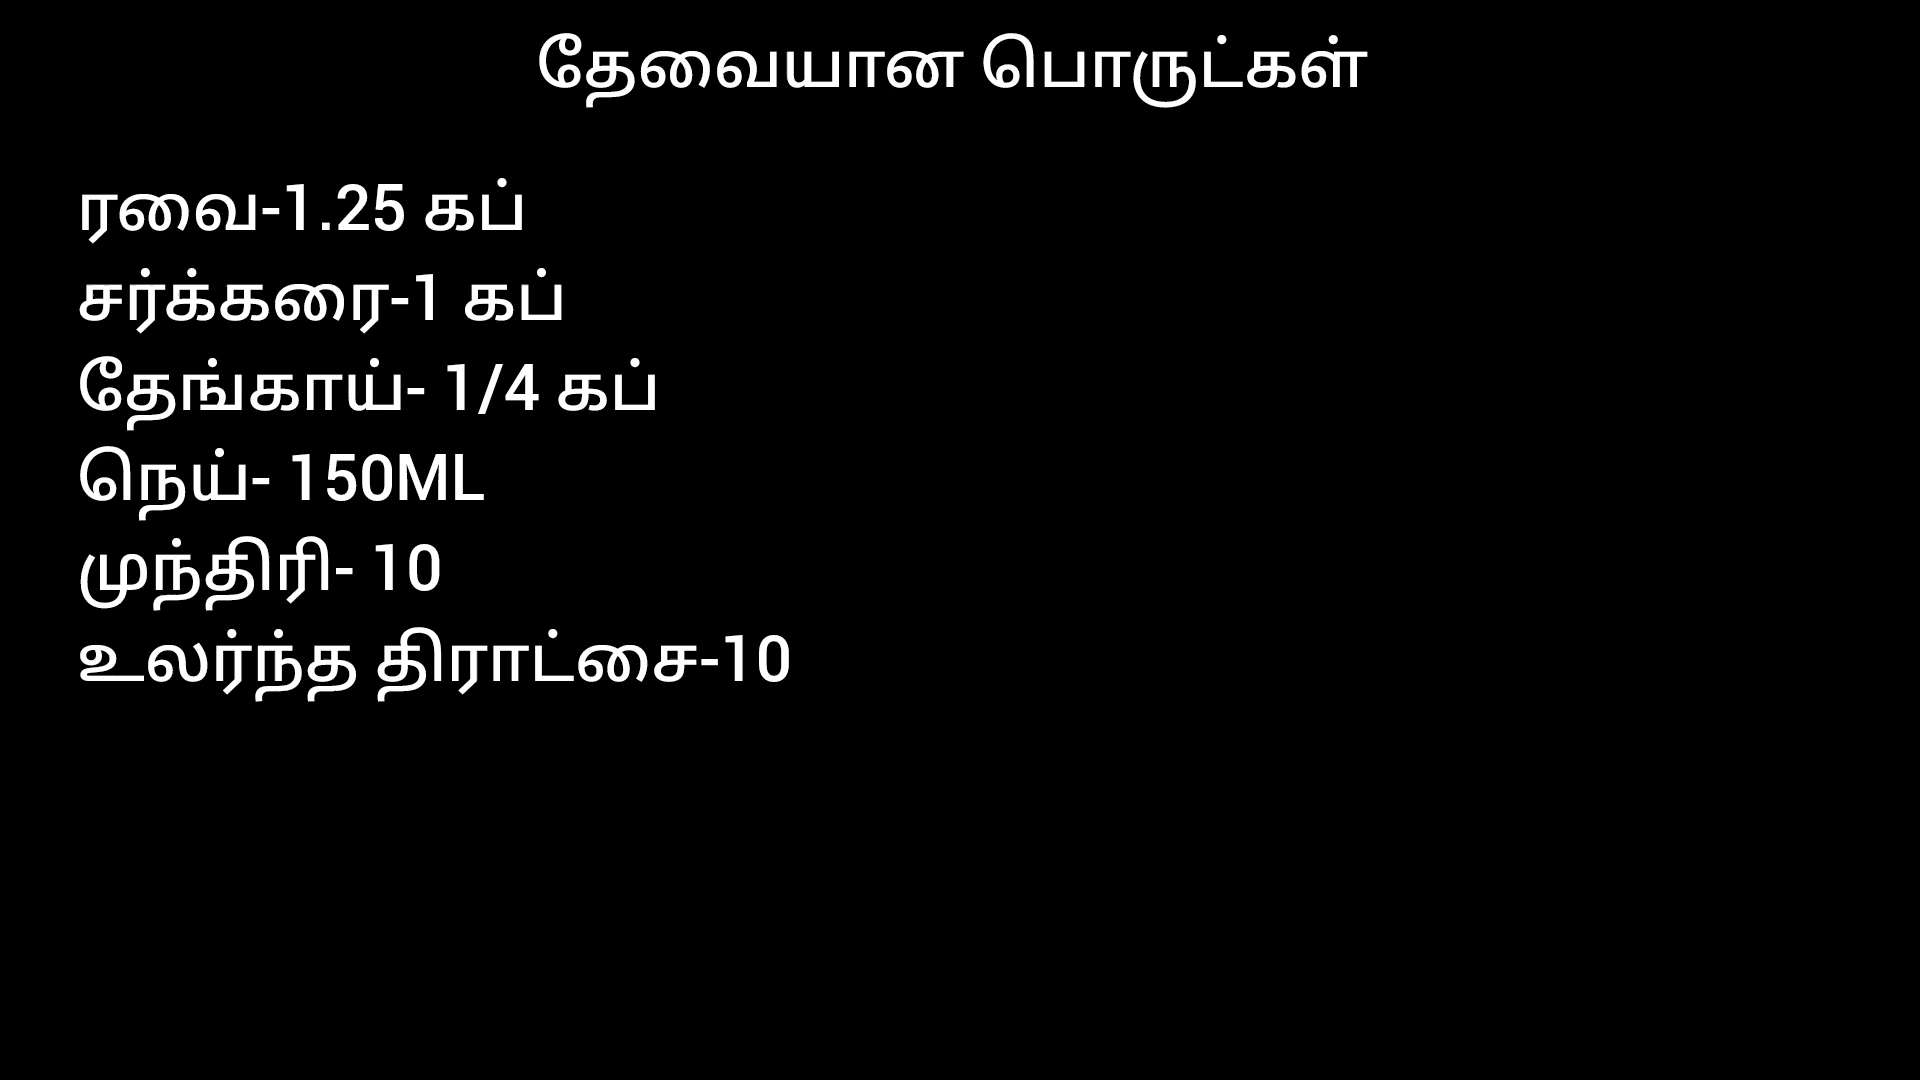 தேவையான பொருட்கள்
ரவை-1.25 கப்
சர்க்கரை-1 கப்
தேங்காய்- 1/4 கப்
நெய்- 150ML
முந்திரி- 10
உலர்ந்த திராட்சை-10